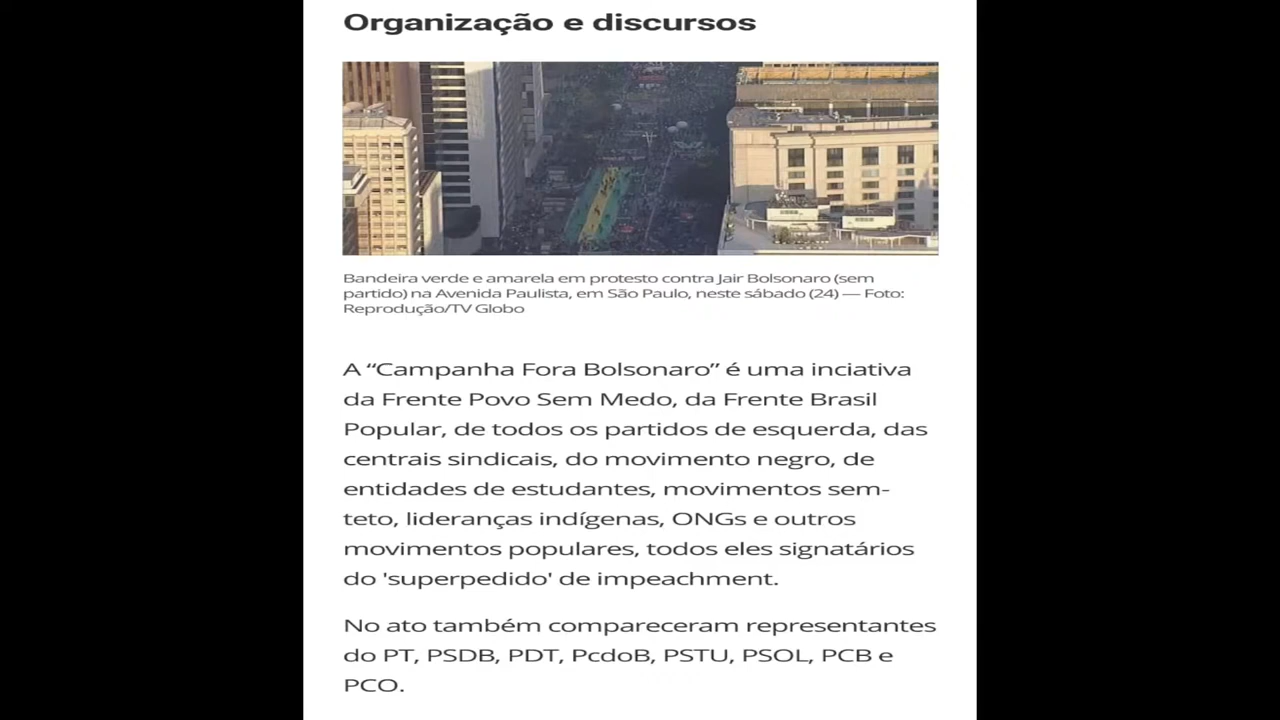 Organização e discursos
Bandeira verde e amarela em protesto contra Jair Bolsonaro (sem
partido) na Avenida Paulista, em São Paulo, neste sábado (24) — Foto:
Reprodução/TV Globo
A “Campanha Fora Bolsonaro” é uma inciativa
da Frente Povo Sem Medo, da Frente Brasil
Popular, de todos os partidos de esquerda, das
centrais sindicais, do movimento negro, de
entidades de estudantes, movimentos sem-
teto, lideranças indígenas, ONGs e outros
movimentos populares, todos eles signatários
do 'superpedido' de impeachment.
No ato também compareceram representantes
do PT, PSDB, PDT, PcdoB, PSTU, PSOL, PCB e
PCO.